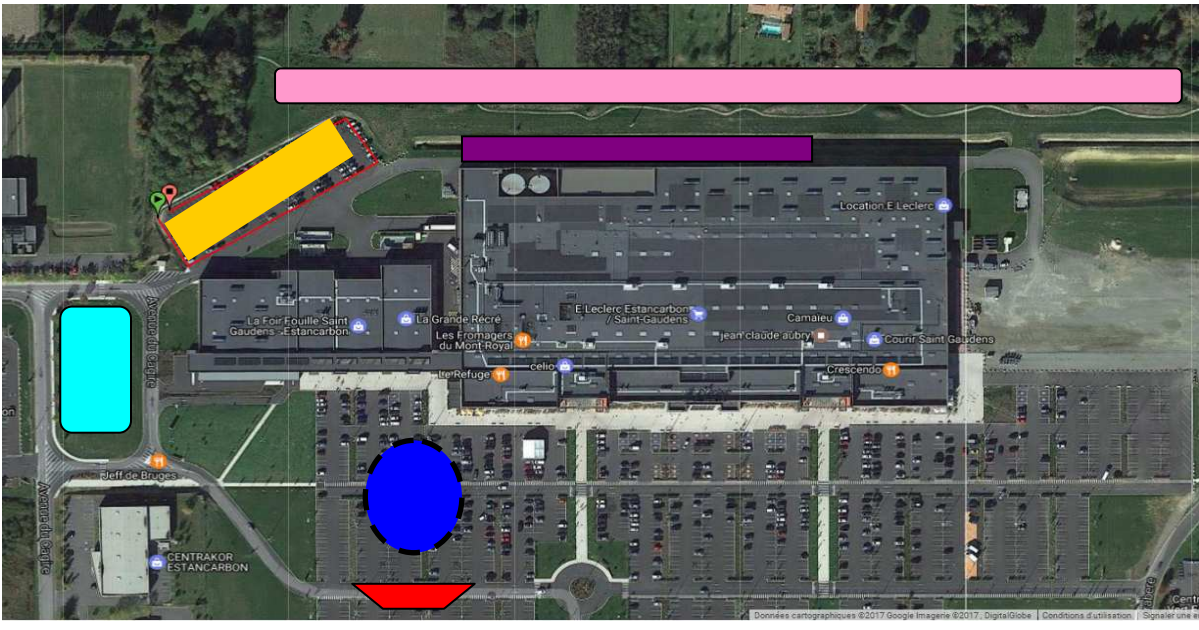 Location E.Leclerc
La Foir'Fouille Saint
Gaudens - Estancarbon
La Grande Récré
E.Leclerc Estancarbon
/ Saint-Gaudens
Les Fromagers
du Mont-Royal
Camaïeu
jean claude aubry
Courir Saint Gaudens
Le Refuge
celio
Crescendo
Avenue du Cagire
Jeff de Bruges
Avenue du Cagire
CENTRAKOR
ESTANCARBON
Données cartographiques ©2017 Google Imagerie ©2017, DigitalGlobe
Conditions d'utilisation
Signaler une e